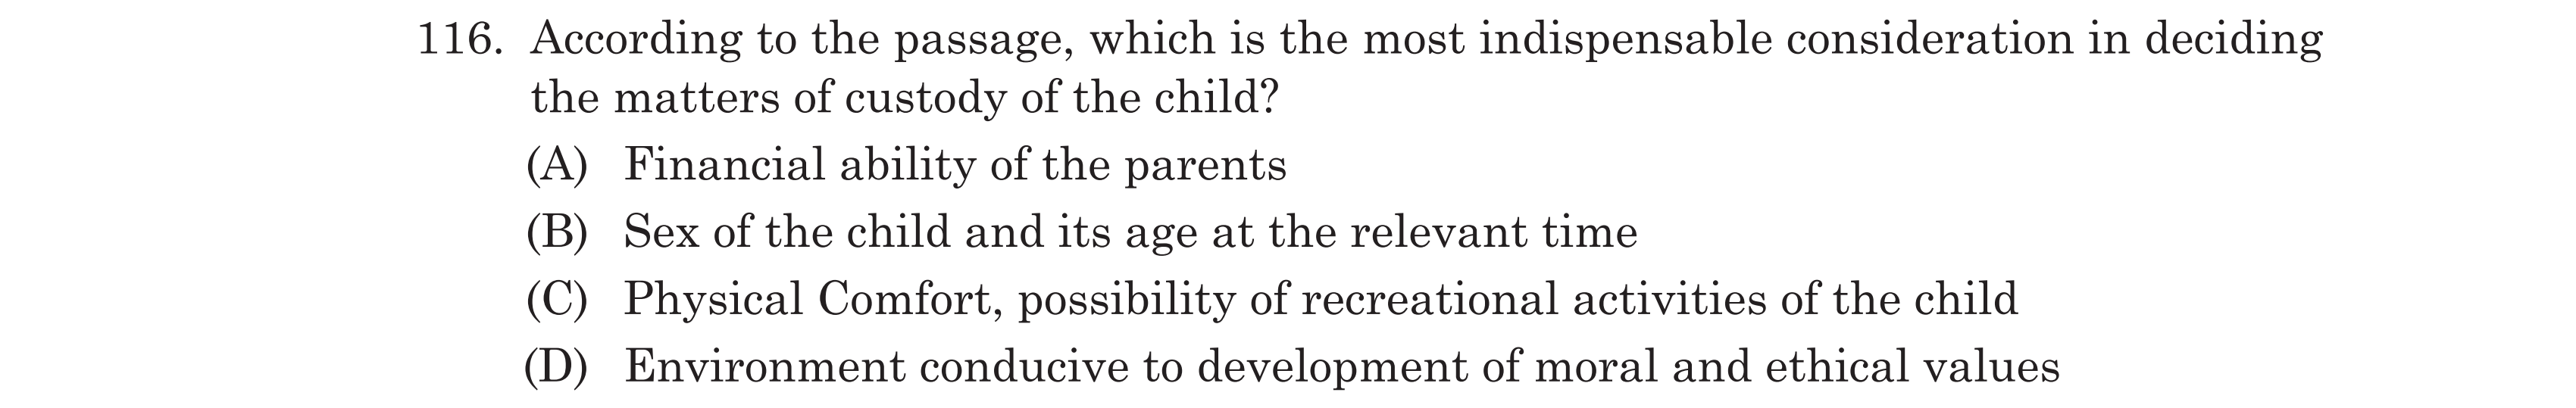 116. According to the passage, which is the most indispensable consideration in deciding
the matters of custody of the child?
(A) Financial ability of the parents
(B) Sex of the child and its age at the relevant time
(C) Physical Comfort, possibility of recreational activities of the child
(D) Environment conducive to development of moral and ethical values